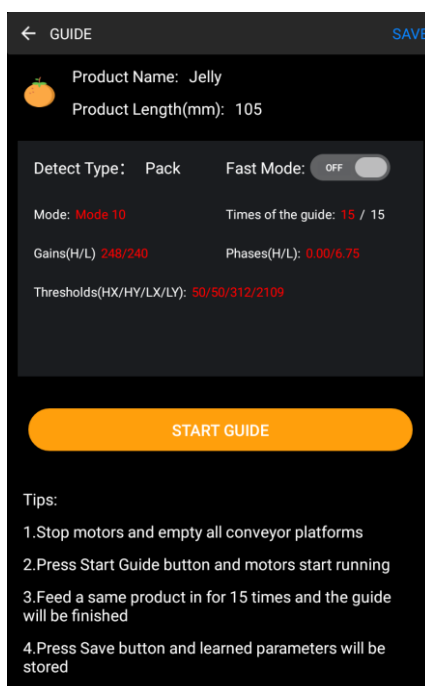 ← GUIDE SAVE
Product Name: Jelly
Product Length(mm): 105
Detect Type: Pack Fast Mode: OFF
Mode: Mode 10 Times of the guide: 15 / 15
Gains(H/L) 248/240 Phases(H/L): 0.00/6.75
Thresholds(HX/HY/LX/LY): 50/50/312/2109
START GUIDE
Tips:
1.Stop motors and empty all conveyor platforms
2.Press Start Guide button and motors start running
3.Feed a same product in for 15 times and the guide
will be finished
4.Press Save button and learned parameters will be
stored